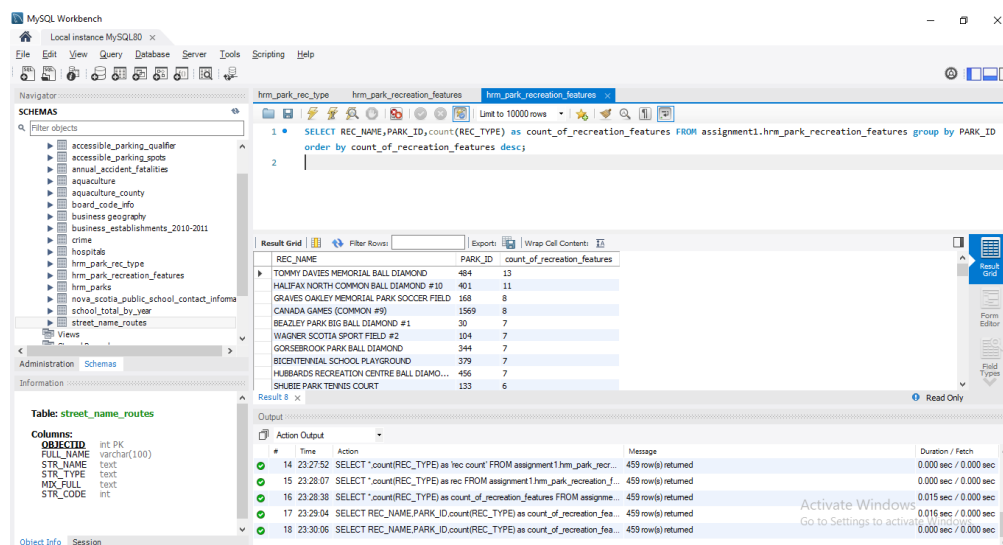 MySQL Workbench
Local instance MySQL80 ×
File Edit View Query Database Server Tools Scripting Help
Navigator
SCHEMAS
Filter objects
accessible_parking_qualifier
accessible_parking_spots
annual_accident_fatalities
aquaculture
aquaculture_county
board_code_info
business geography
business_establishments_2010-2011
crime
hospitals
hrm_park_rec_type
hrm_park_recreation_features
hrm_parks
nova_scotia_public_school_contact_informa
school_total_by_year
street_name_routes
Views
Administration Schemas
Information
Table: street_name_routes
Columns:
OBJECTID int PK
FULL_NAME varchar(100)
STR_NAME text
STR_TYPE text
MIX_FULL text
STR_CODE int
Object Info Session
hrm_park_rec_type hrm_park_recreation_features hrm_park_recreation_features ×
Limit to 10000 rows
1 SELECT REC_NAME,PARK_ID,count(REC_TYPE) as count_of_recreation_features FROM assignment1.hrm_park_recreation_features group by PARK_ID
order by count_of_recreation_features desc;
2
Result Grid Filter Rows: Export: Wrap Cell Content:
REC_NAME PARK_ID count_of_recreation_features
TOMMY DAVIES MEMORIAL BALL DIAMOND 484 13
HALIFAX NORTH COMMON BALL DIAMOND #10 401 11
GRAVES OAKLEY MEMORIAL PARK SOCCER FIELD 168 8
CANADA GAMES (COMMON #9) 1569 8
BEAZLEY PARK BIG BALL DIAMOND #1 30 7
WAGNER SCOTIA SPORT FIELD #2 104 7
GORSEBROOK PARK BALL DIAMOND 344 7
BICENTENNIAL SCHOOL PLAYGROUND 379 7
HUBBARDS RECREATION CENTRE BALL DIAMO... 456 7
SHUBIE PARK TENNIS COURT 133 6
Result Grid
Form Editor
Field Types
Result 8 ×
Read Only
Output
Action Output
# Time Action Message Duration / Fetch
14 23:27:52 SELECT *,count(REC_TYPE) as 'rec count' FROM assignment1.hrm_park_recr... 459 row(s) returned 0.000 sec / 0.000 sec
15 23:28:07 SELECT *,count(REC_TYPE) as rec FROM assignment1.hrm_park_recreation_f... 459 row(s) returned 0.000 sec / 0.000 sec
16 23:28:38 SELECT *,count(REC_TYPE) as count_of_recreation_features FROM assignme... 459 row(s) returned 0.015 sec / 0.000 sec
17 23:29:04 SELECT REC_NAME,PARK_ID,count(REC_TYPE) as count_of_recreation_fea... 459 row(s) returned 0.016 sec / 0.000 sec
18 23:30:06 SELECT REC_NAME,PARK_ID,count(REC_TYPE) as count_of_recreation_fea... 459 row(s) returned 0.000 sec / 0.000 sec
Activate Windows
Go to Settings to activate Windows.